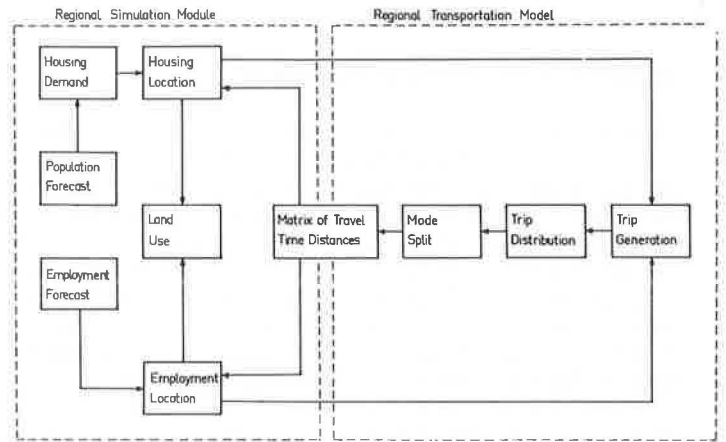 Regional Simulation Module
Regional Transportation Model
Housing
Demand
Housing
Location
Population
Forecast
Land
Use
Matrix of Travel
Time Distances
Mode
Split
Trip
Distribution
Trip
Generation
Employment
Forecast
Employment
Location